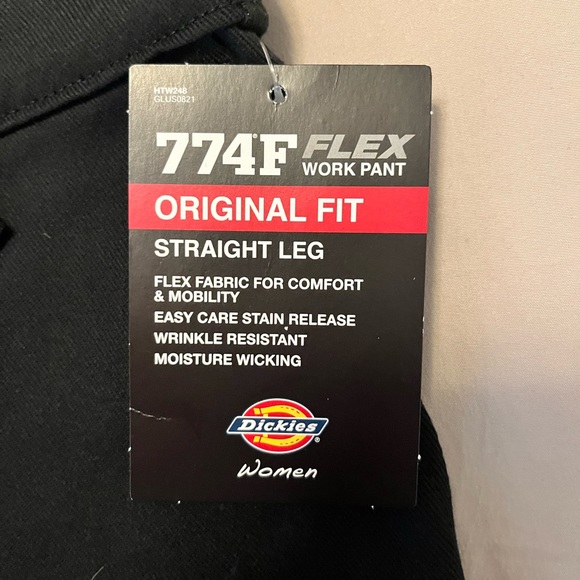 HTW248
GLUS0821
774°F FLEX
WORK PANT
ORIGINAL FIT
STRAIGHT LEG
FLEX FABRIC FOR COMFORT
& MOBILITY
EASY CARE STAIN RELEASE
WRINKLE RESISTANT
MOISTURE WICKING
Dickies®
Women